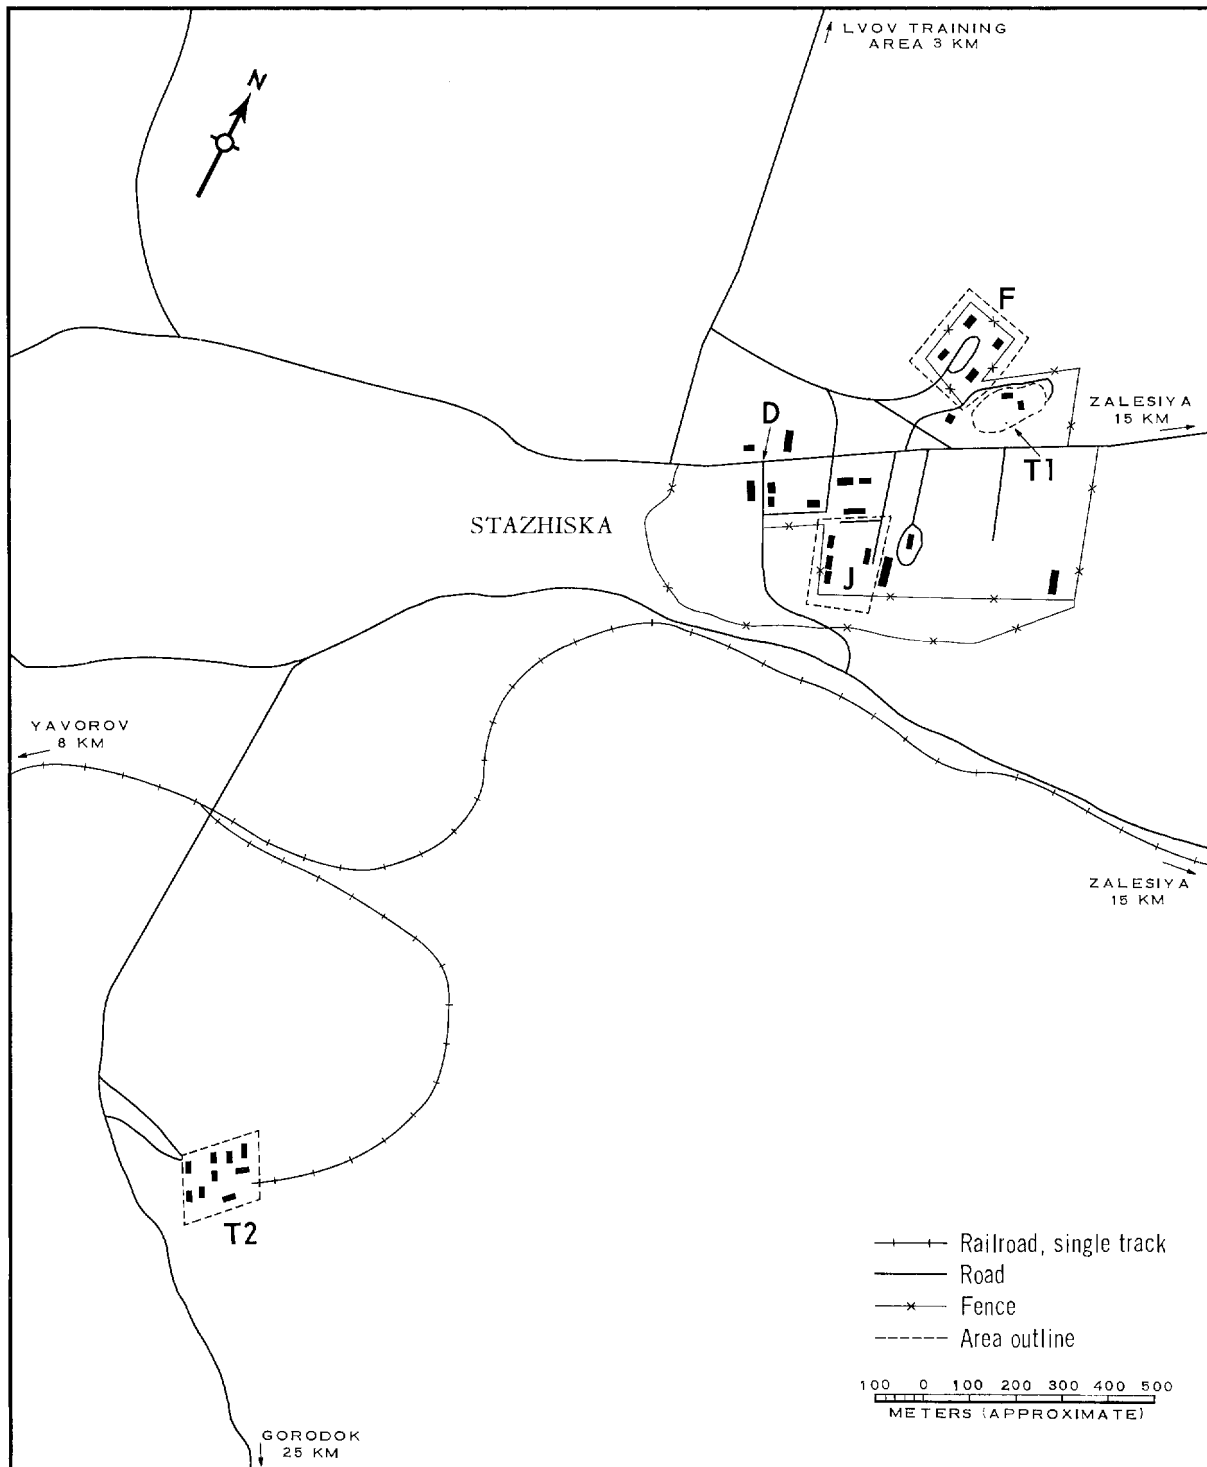 LVOV TRAINING
AREA 3 KM
N
F
ZALESIYA
15 KM
D
T1
STAZHISKA
J
YAVOROV
8 KM
ZALESIYA
15 KM
T2
Railroad, single track
Road
Fence
Area outline
100 0 100 200 300 400 500
METERS (APPROXIMATE)
GORODOK
25 KM